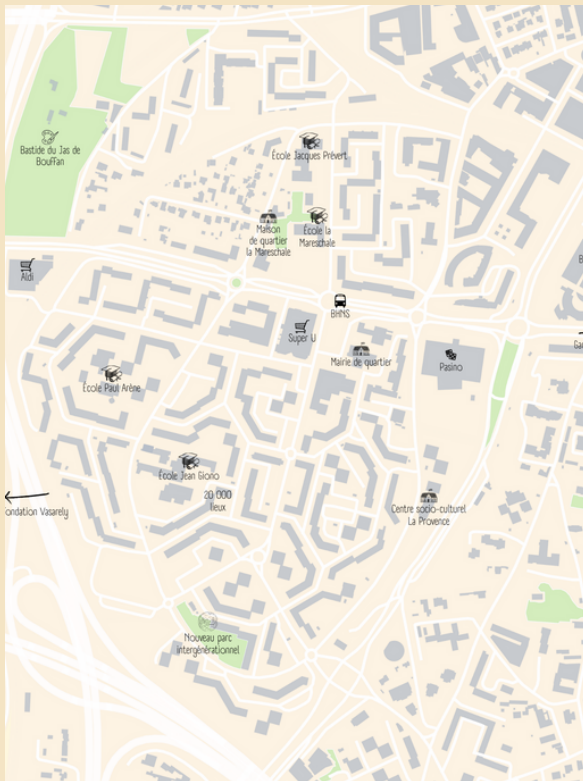 École Jacques Prévert
Bastide du Jas de
Bouffan
Maison
de quartier
la Mareschale
École la
Mareschale
Aldi
BHNS
Super U
Mairie de quartier
Pasino
École Paul Arène
École Jean Giono
20 000
lieux
ondation Vasarely
Centre socio-culturel
La Provence
Nouveau parc
intergénérationnel